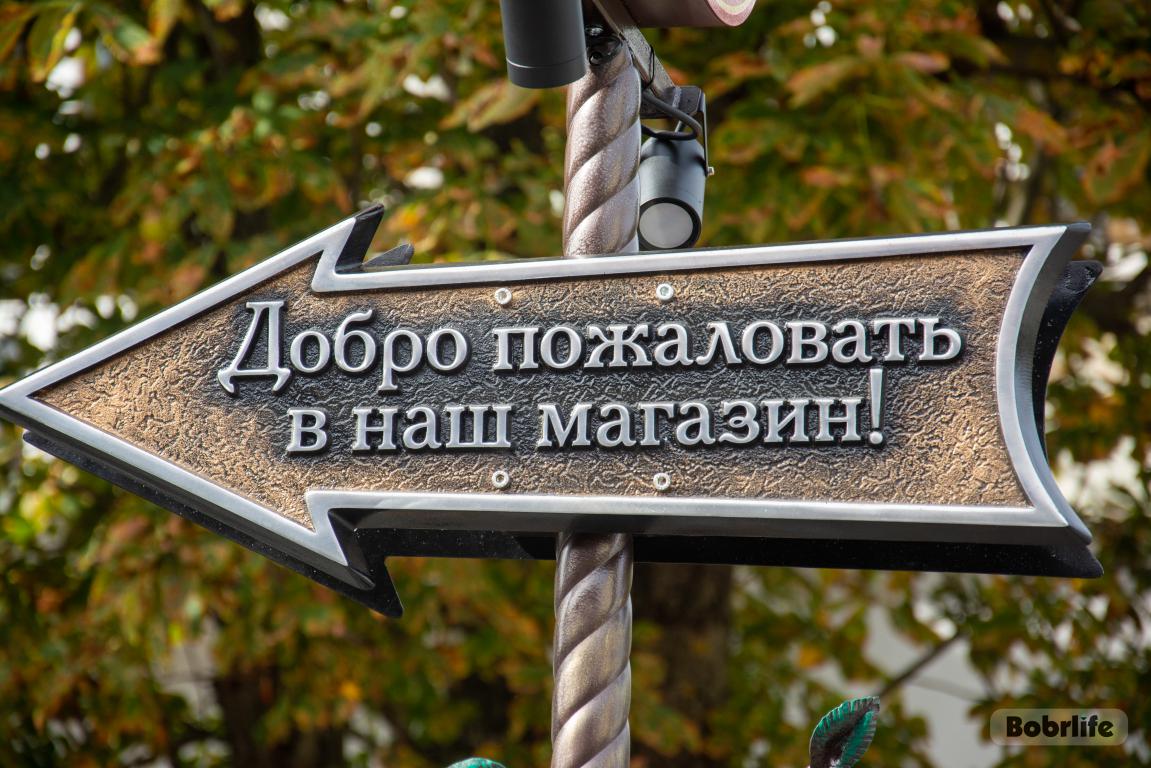 Добро пожаловать
в наш магазин!
Bobrlife